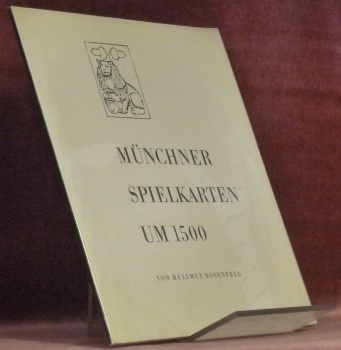 MÜNCHNER
SPIELKARTEN
UM 1500
VON HELLMUT ROSENFELD